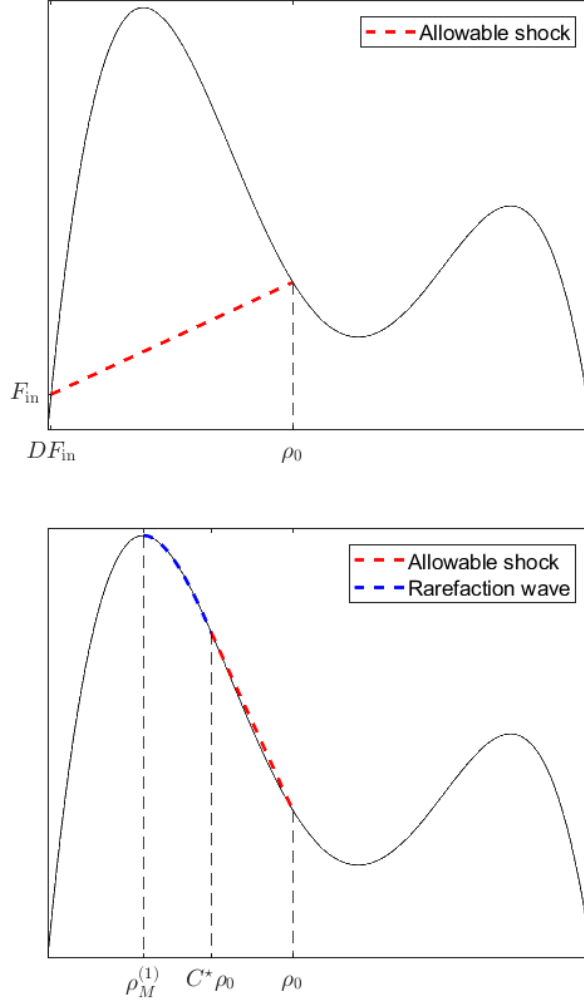 Allowable shock
F_in
DF_in ρ_0
Allowable shock
Rarefaction wave
ρ_M^(1) C^⋆ρ_0 ρ_0